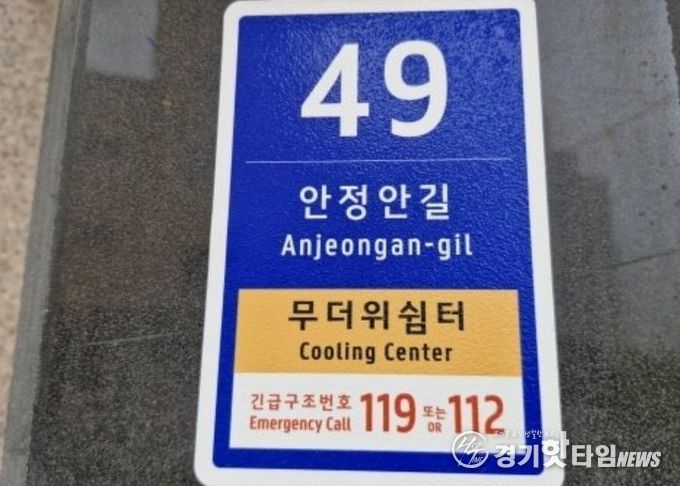 49
안정안길
Anjeongan-gil
무더위쉼터
Cooling Center
긴급구조번호 119 또는 112
Emergency Call OR
경기핫타임NEWS